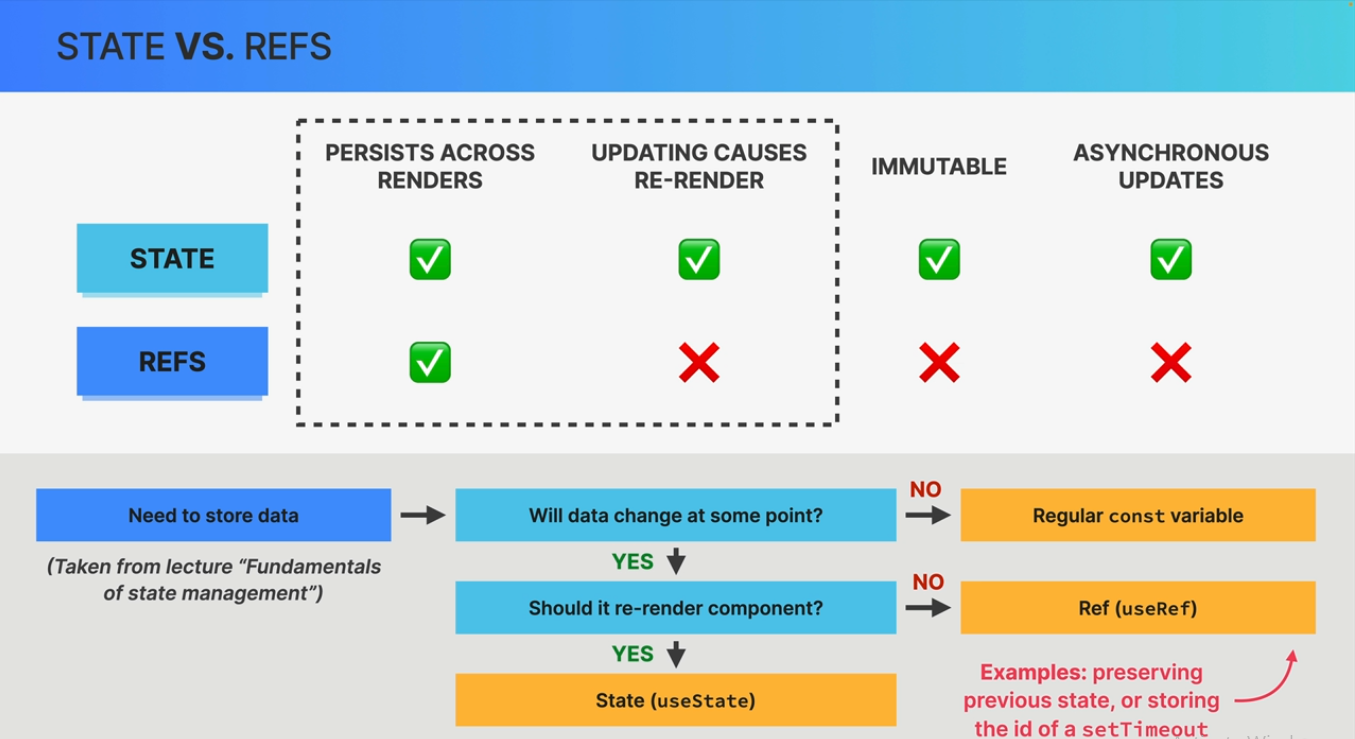 STATE VS. REFS
PERSISTS ACROSS
RENDERS
UPDATING CAUSES
RE-RENDER
IMMUTABLE
ASYNCHRONOUS
UPDATES
STATE
REFS
Need to store data
(Taken from lecture “Fundamentals
of state management”)
Will data change at some point?
NO
Regular const variable
YES
Should it re-render component?
NO
Ref (useRef)
YES
State (useState)
Examples: preserving
previous state, or storing
the id of a setTimeout